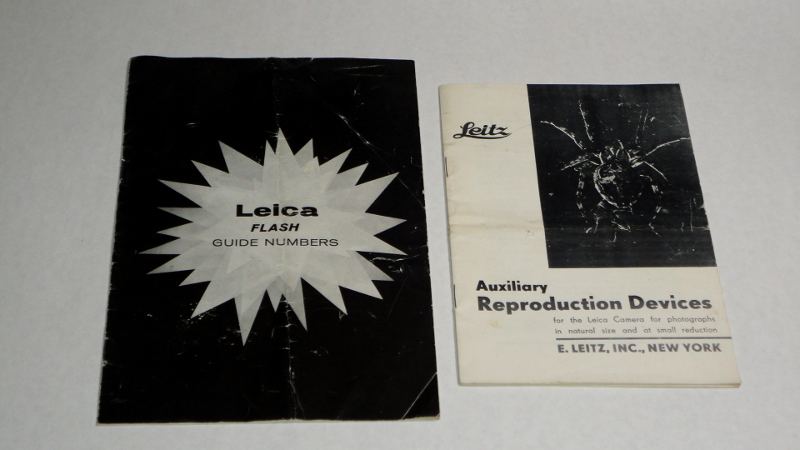 Leica
FLASH
GUIDE NUMBERS
Leitz
Auxiliary
Reproduction Devices
for the Leica Camera for photographs
in natural size and at small reduction
E. LEITZ, INC., NEW YORK